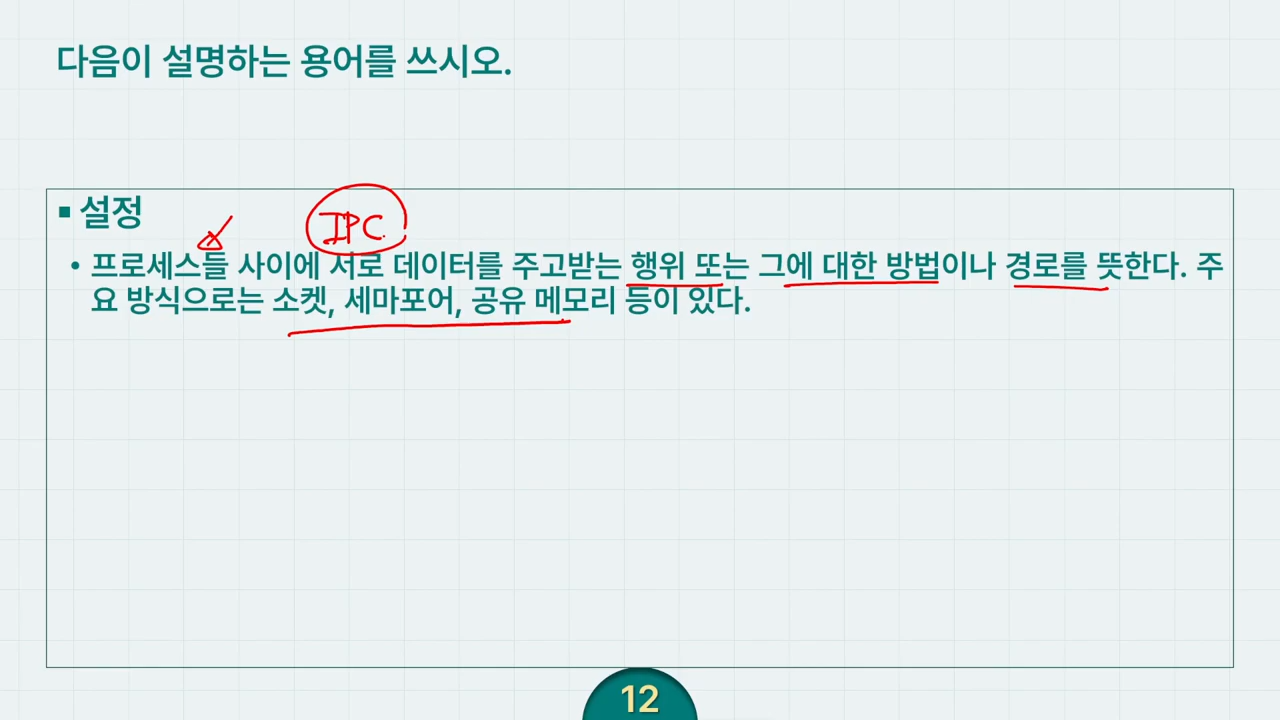 다음이 설명하는 용어를 쓰시오.
▪ 설정
IPC
• 프로세스들 사이에 서로 데이터를 주고받는 행위 또는 그에 대한 방법이나 경로를 뜻한다. 주
요 방식으로는 소켓, 세마포어, 공유 메모리 등이 있다.
12